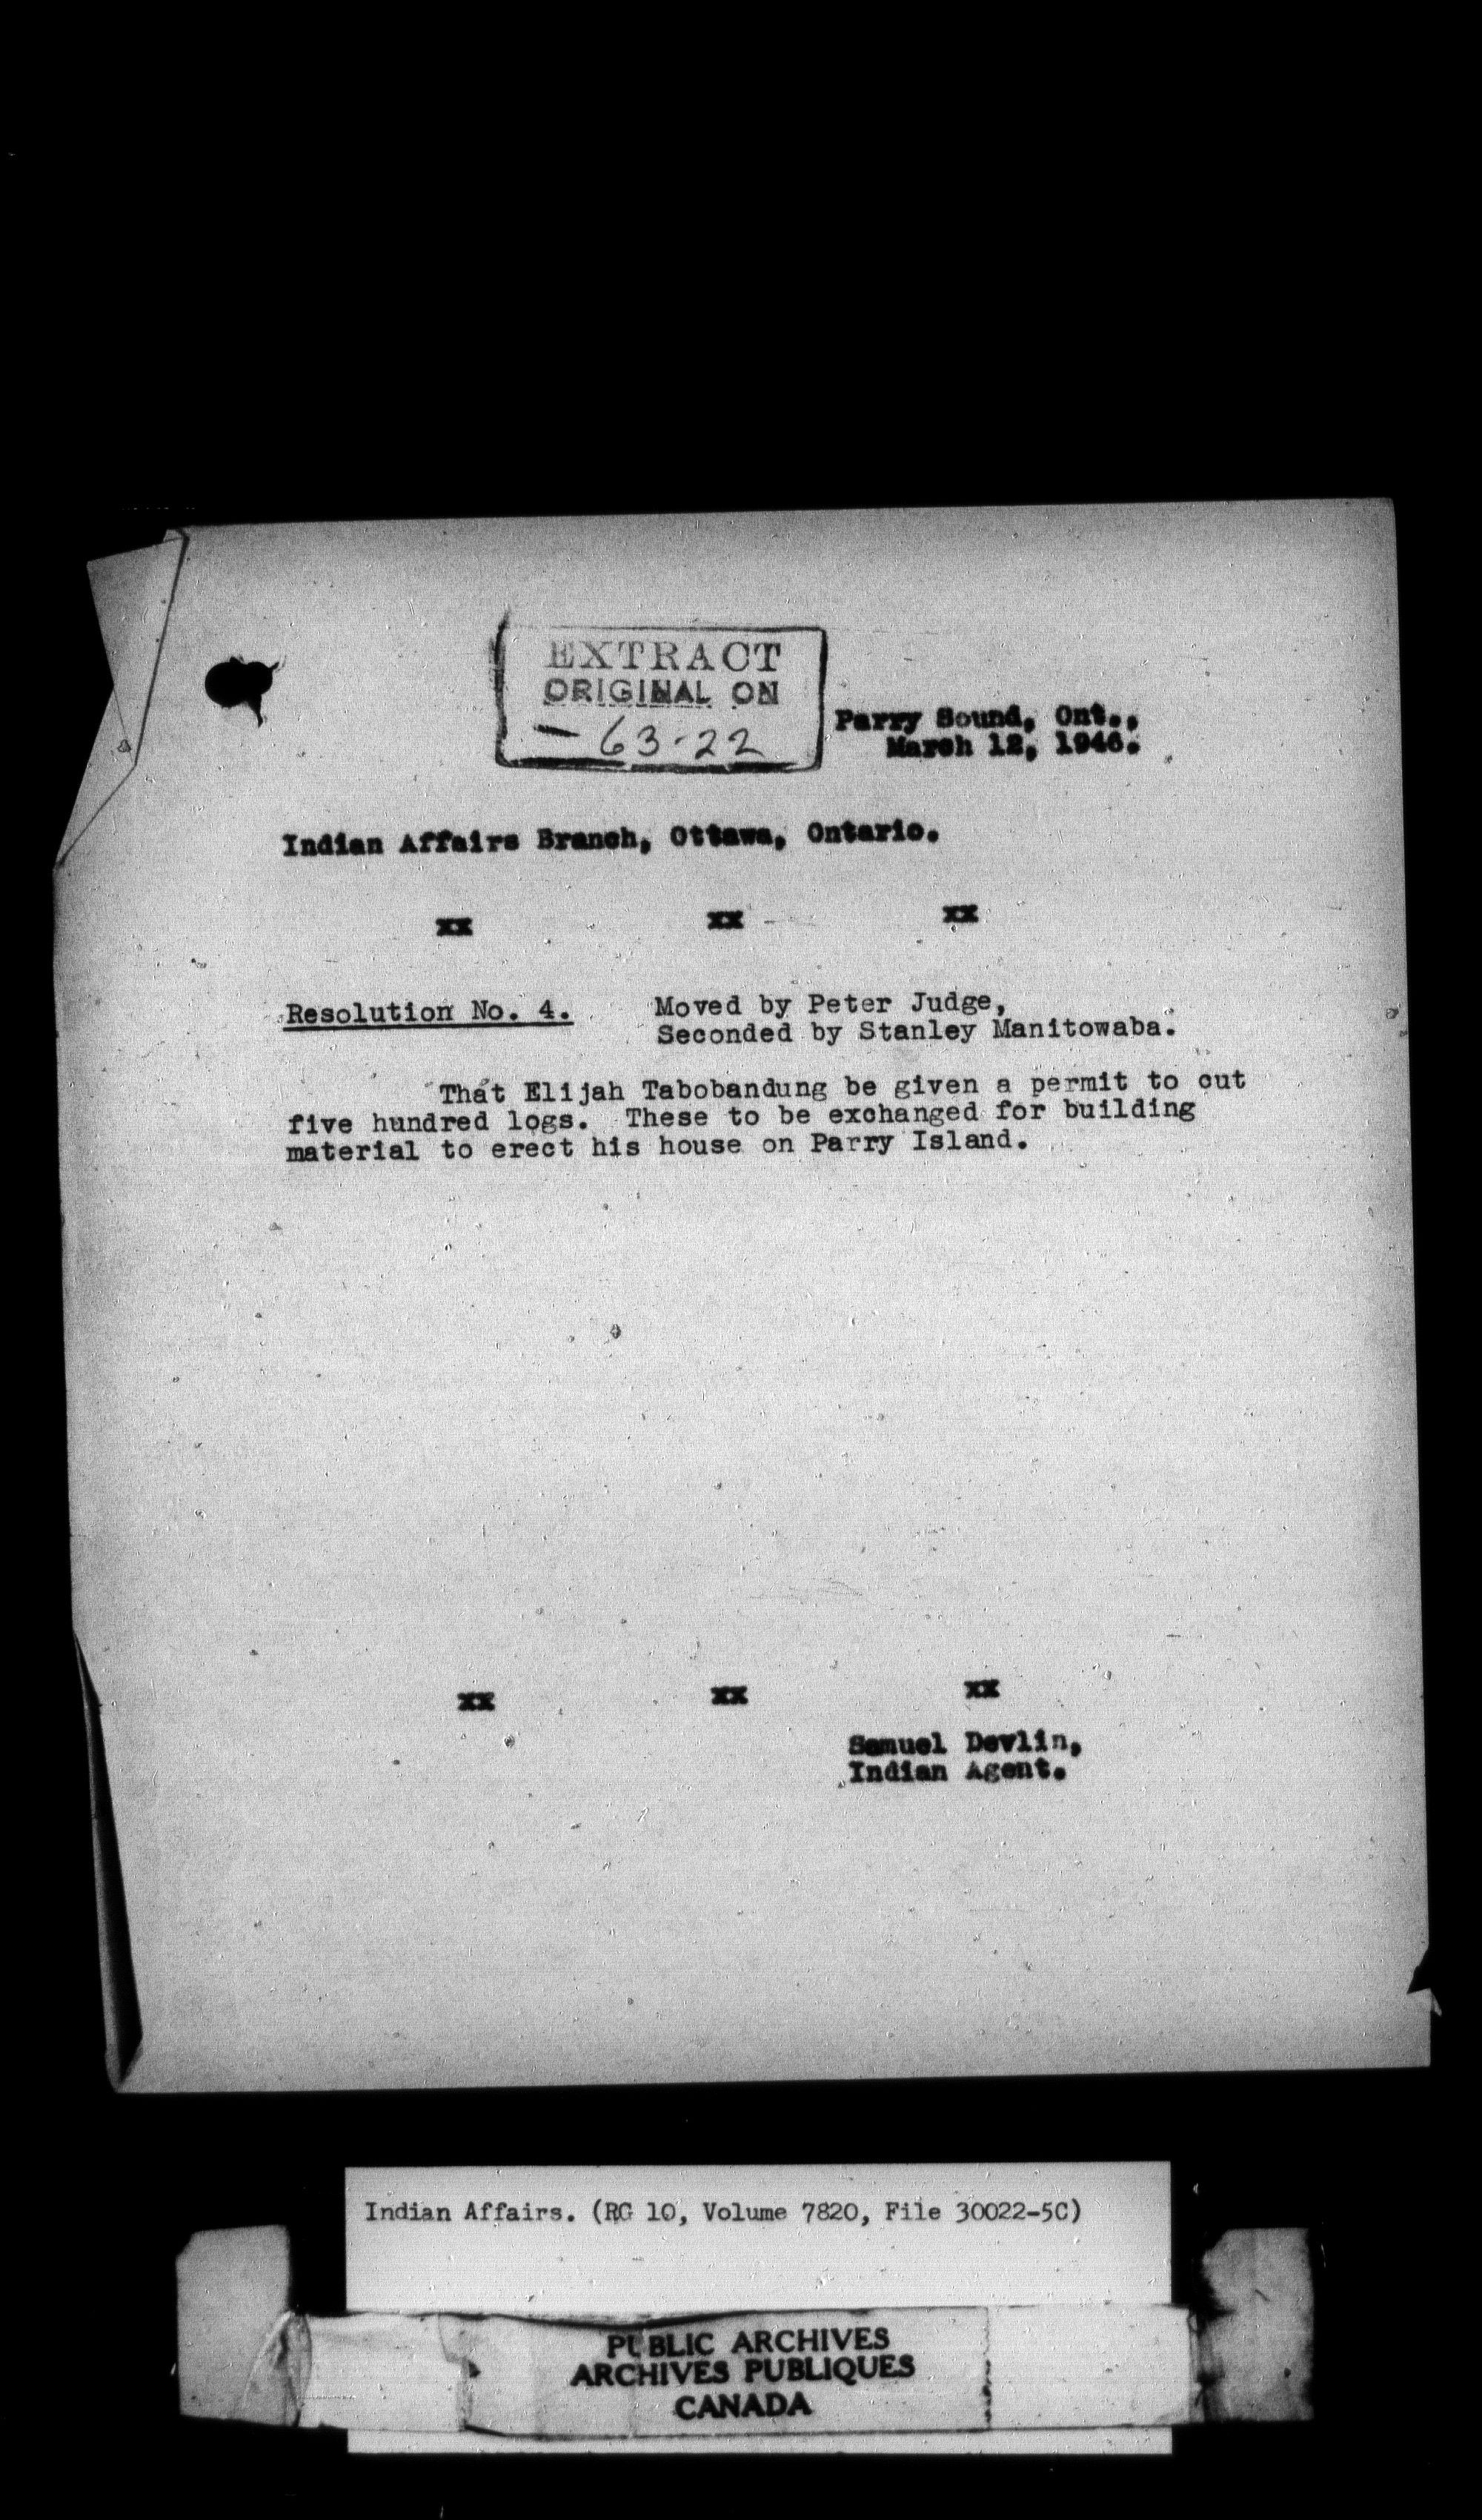 EXTRACT
ORIGINAL ON
- 63-22
Parry Sound, Ont.,
March 12, 1946.
Indian Affairs Branch, Ottawa, Ontario.
xx xx xx
Resolution No. 4. Moved by Peter Judge,
Seconded by Stanley Manitowaba.
That Elijah Tabobandung be given a permit to cut
five hundred logs. These to be exchanged for building
material to erect his house on Parry Island.
xx xx xx
Samuel Devlin,
Indian Agent.
Indian Affairs. (RG 10, Volume 7820, File 30022-5C)
PUBLIC ARCHIVES
ARCHIVES PUBLIQUES
CANADA